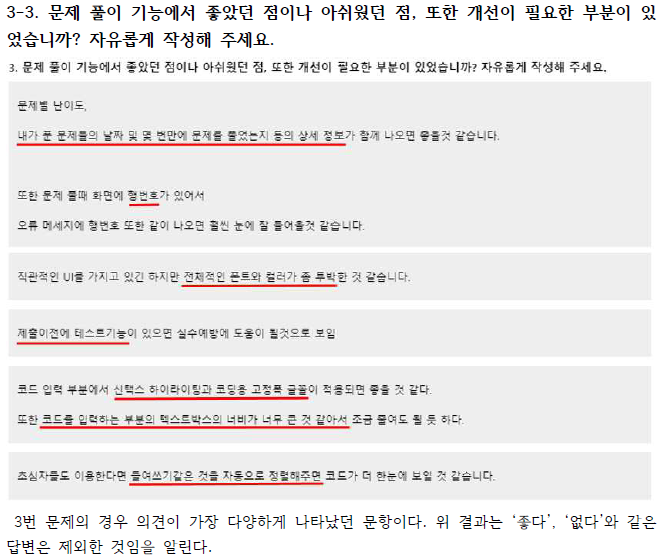 3-3. 문제 풀이 기능에서 좋았던 점이나 아쉬웠던 점, 또한 개선이 필요한 부분이 있
었습니까? 자유롭게 작성해 주세요.
3. 문제 풀이 기능에서 좋았던 점이나 아쉬웠던 점, 또한 개선이 필요한 부분이 있었습니까? 자유롭게 작성해 주세요.
문제별 난이도,
내가 푼 문제들의 날짜 및 몇 번만에 문제를 풀었는지 등의 상세 정보가 함께 나오면 좋을것 같습니다.
또한 문제 풀때 화면에 행번호가 있어서
오류 메세지에 행번호 또한 같이 나오면 훨씬 눈에 잘 들어올것 같습니다.
직관적인 UI를 가지고 있긴 하지만 전체적인 폰트와 컬러가 좀 투박한 것 같습니다.
제출이전에 테스트기능이 있으면 실수예방에 도움이 될것으로 보임
코드 입력 부분에서 신택스 하이라이팅과 코딩용 고정폭 글꼴이 적용되면 좋을 것 같다.
또한 코드를 입력하는 부분의 텍스트박스의 너비가 너무 큰 것 같아서 조금 줄여도 될 듯 하다.
초심자들도 이용한다면 들여쓰기같은 것을 자동으로 정렬해주면 코드가 더 한눈에 보일 것 같습니다.
3번 문제의 경우 의견이 가장 다양하게 나타났던 문항이다. 위 결과는 ‘좋다’, ‘없다’와 같은
답변은 제외한 것임을 알린다.